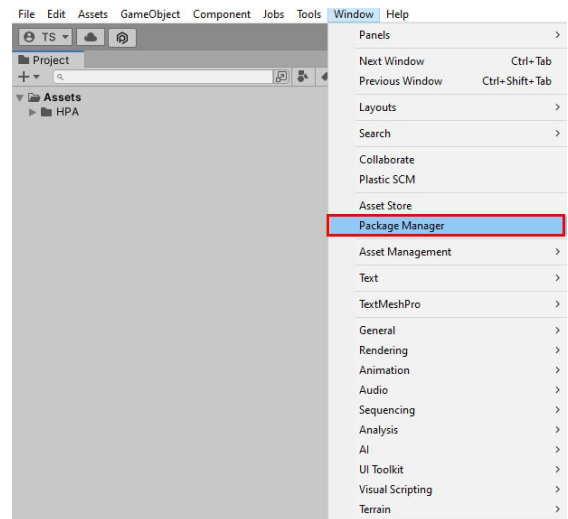 File Edit Assets GameObject Component Jobs Tools Window Help
TS
Project
Assets
HPA
Panels
Next Window Ctrl+Tab
Previous Window Ctrl+Shift+Tab
Layouts
Search
Collaborate
Plastic SCM
Asset Store
Package Manager
Asset Management
Text
TextMeshPro
General
Rendering
Animation
Audio
Sequencing
Analysis
AI
UI Toolkit
Visual Scripting
Terrain